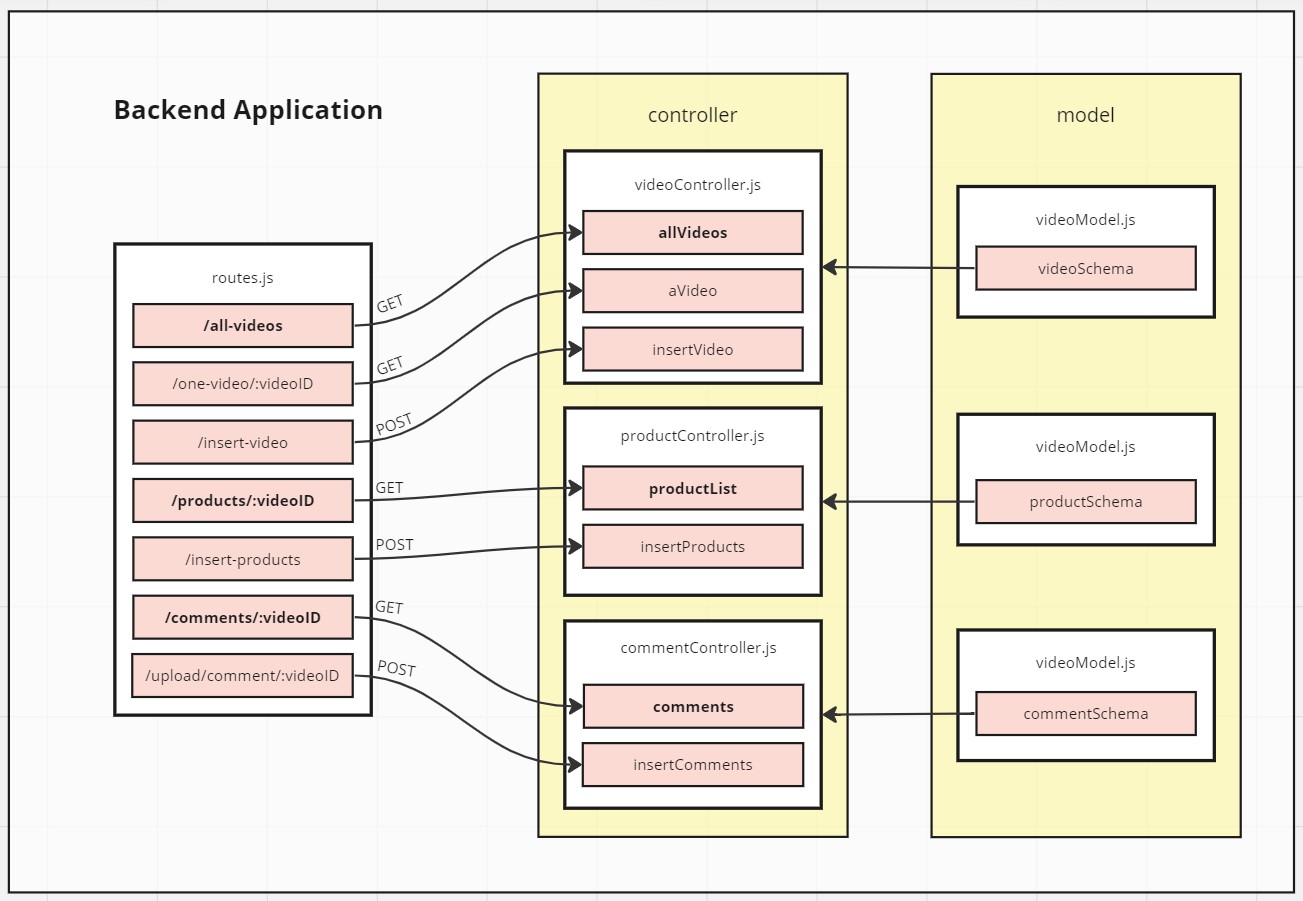 Backend Application
routes.js
/all-videos
/one-video/:videoID
/insert-video
/products/:videoID
/insert-products
/comments/:videoID
/upload/comment/:videoID
GET
GET
POST
GET
POST
GET
POST
controller
videoController.js
allVideos
aVideo
insertVideo
productController.js
productList
insertProducts
commentController.js
comments
insertComments
model
videoModel.js
videoSchema
videoModel.js
productSchema
videoModel.js
commentSchema